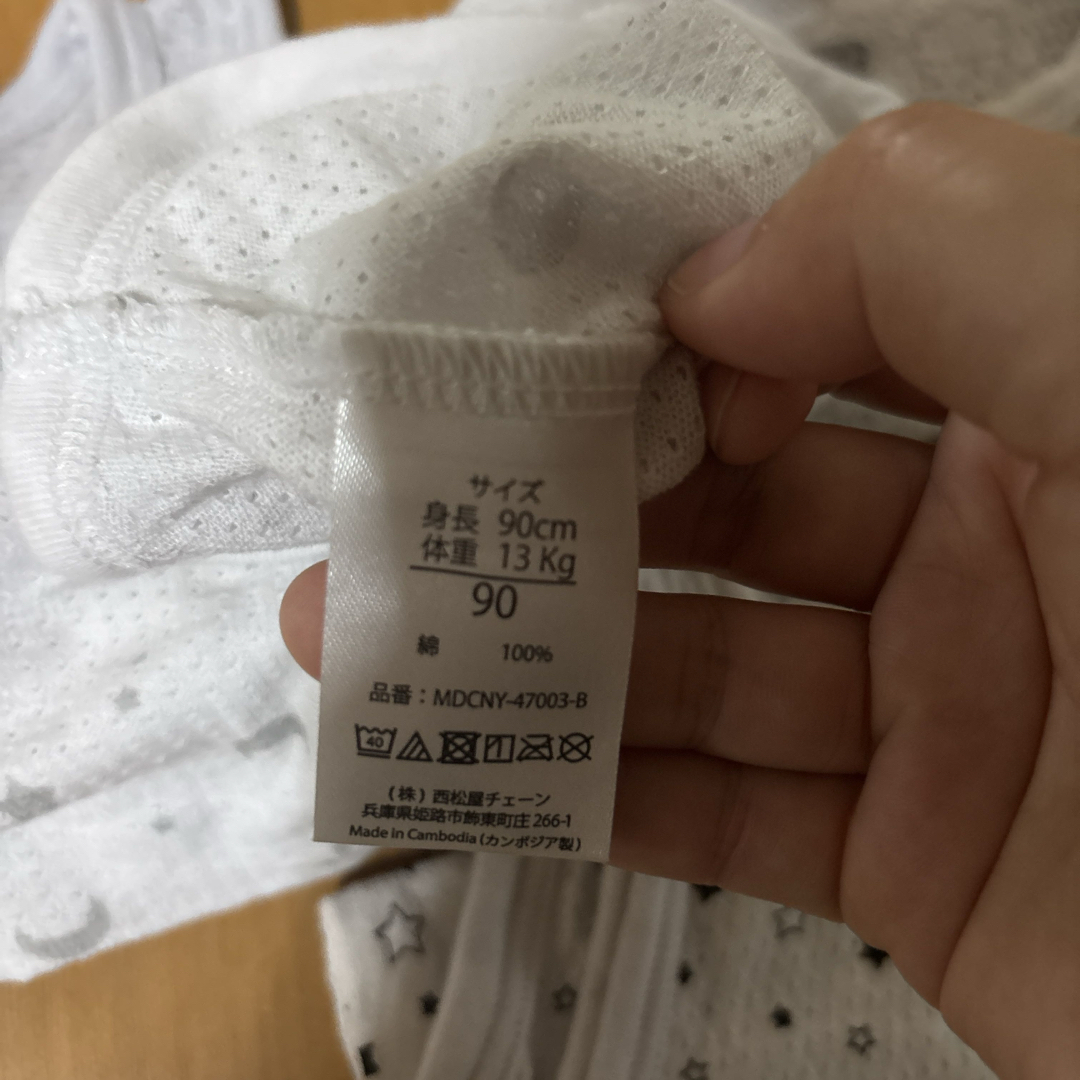 サイズ
身長 90cm
体重 13 Kg
90
綿 100%
品番：MDCNY-47003-B
40
(株) 西松屋チェーン
兵庫県姫路市飾東町庄 266-1
Made in Cambodia (カンボジア製)